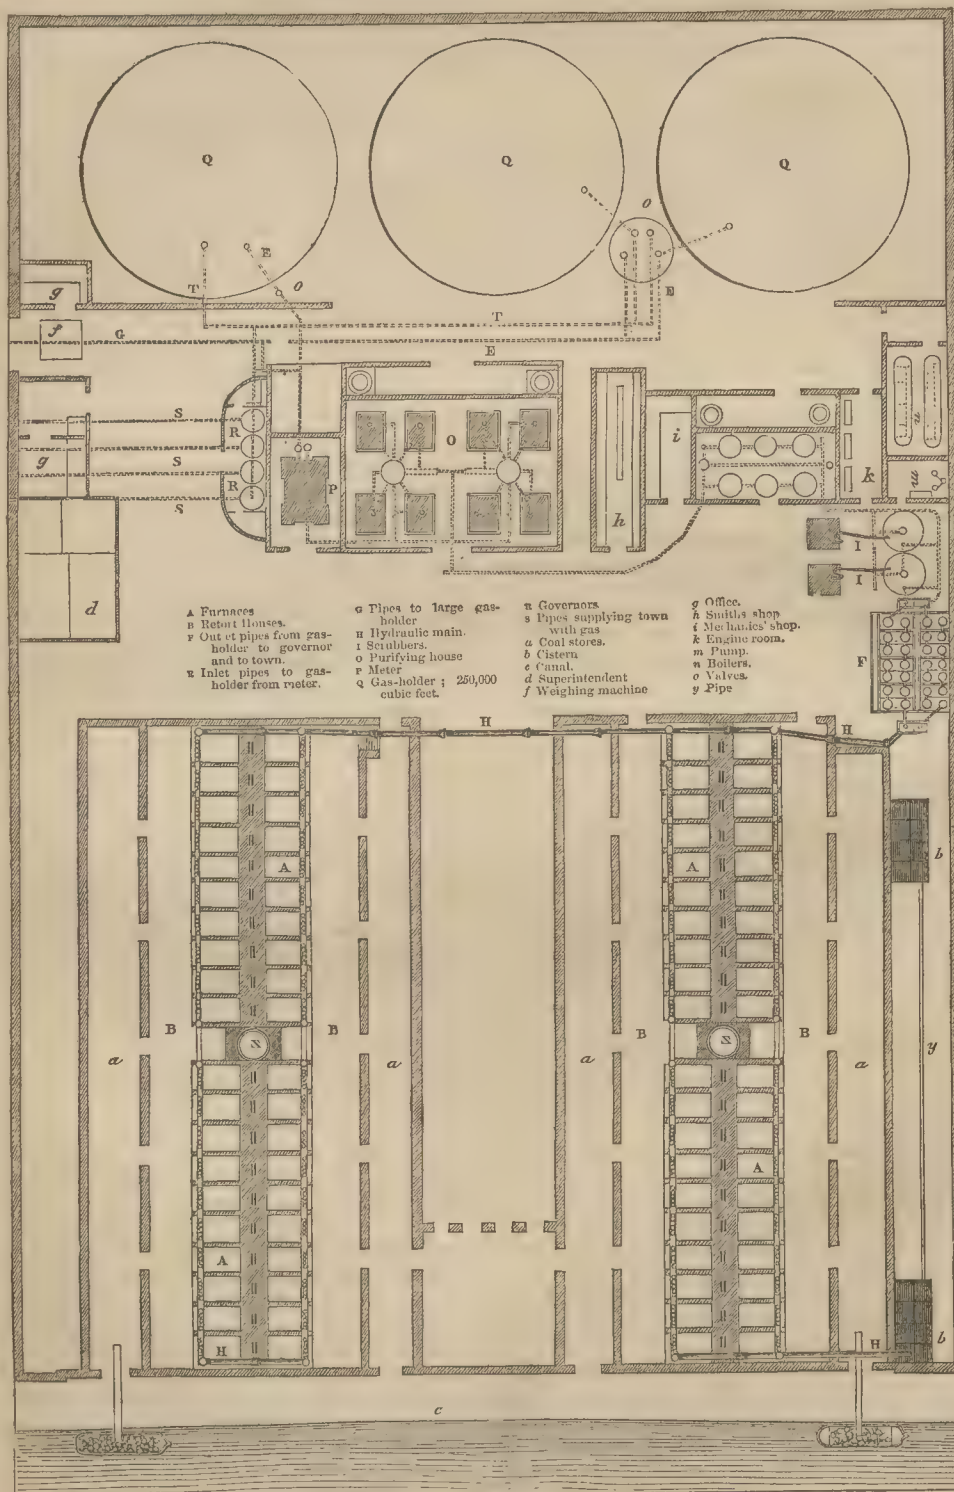 Q
Q
Q
o
E
o
T
E
g
T
f
G
E
S
R
O
i
g
S
P
k
n
R
m
S
h
I
d
I
A Furnaces
B Retort Houses.
F Outlet pipes from gas-
holder to governor
and to town.
E Inlet pipes to gas-
holder from meter.
G Pipes to large gas-
holder
H Hydraulic main.
I Scrubbers.
O Purifying house
P Meter
Q Gas-holder; 250,000
cubic feet.
R Governors
S Pipes supplying town
with gas
a Coal stores.
b Cistern
c Canal.
d Superintendent
f Weighing machine
g Office.
h Smiths shop
i Mechanics' shop.
k Engine room.
m Pump.
n Boilers.
o Valves.
y Pipe
F
H
H
b
A
A
B
B
B
B
a
a
a
a
y
A
A
H
H
b
c